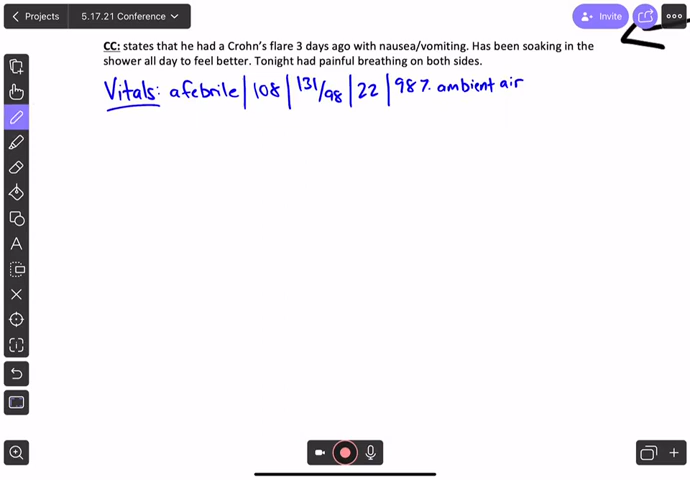 Projects
5.17.21 Conference
Invite
CC: states that he had a Crohn's flare 3 days ago with nausea/vomiting. Has been soaking in the
shower all day to feel better. Tonight had painful breathing on both sides.
Vitals: afebrile | 108 | 131/98 | 22 | 98% ambient air
A